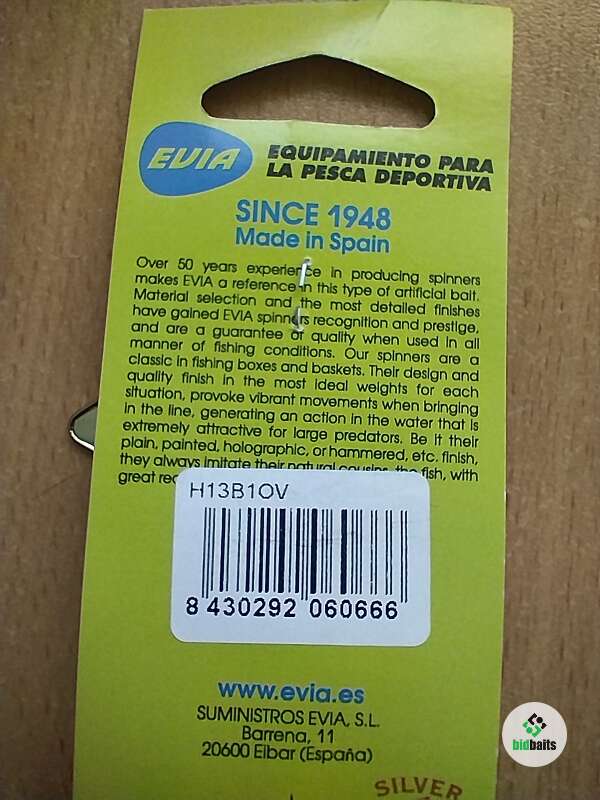 EVIA
EQUIPAMIENTO PARA
LA PESCA DEPORTIVA
SINCE 1948
Made in Spain
Over 50 years experience in producing spinners
makes EVIA a reference in this type of artificial bait.
Material selection and the most detailed finishes
have gained EVIA spinners recognition and prestige,
and are a guarantee of quality when used in all
manner of fishing conditions. Our spinners are a
classic in fishing boxes and baskets. Their design and
quality finish in the most ideal weights for each
situation, provoke vibrant movements when bringing
in the line, generating an action in the water that is
extremely attractive for large predators. Be it their
plain, painted, holographic, or hammered, etc. finish,
they always imitate their natural cousins, the fish, with
great
H13B1OV
8 430292 060666
www.evia.es
SUMINISTROS EVIA, S.L.
Barrena, 11
20600 Eibar (España)
SILVER
bidbaits